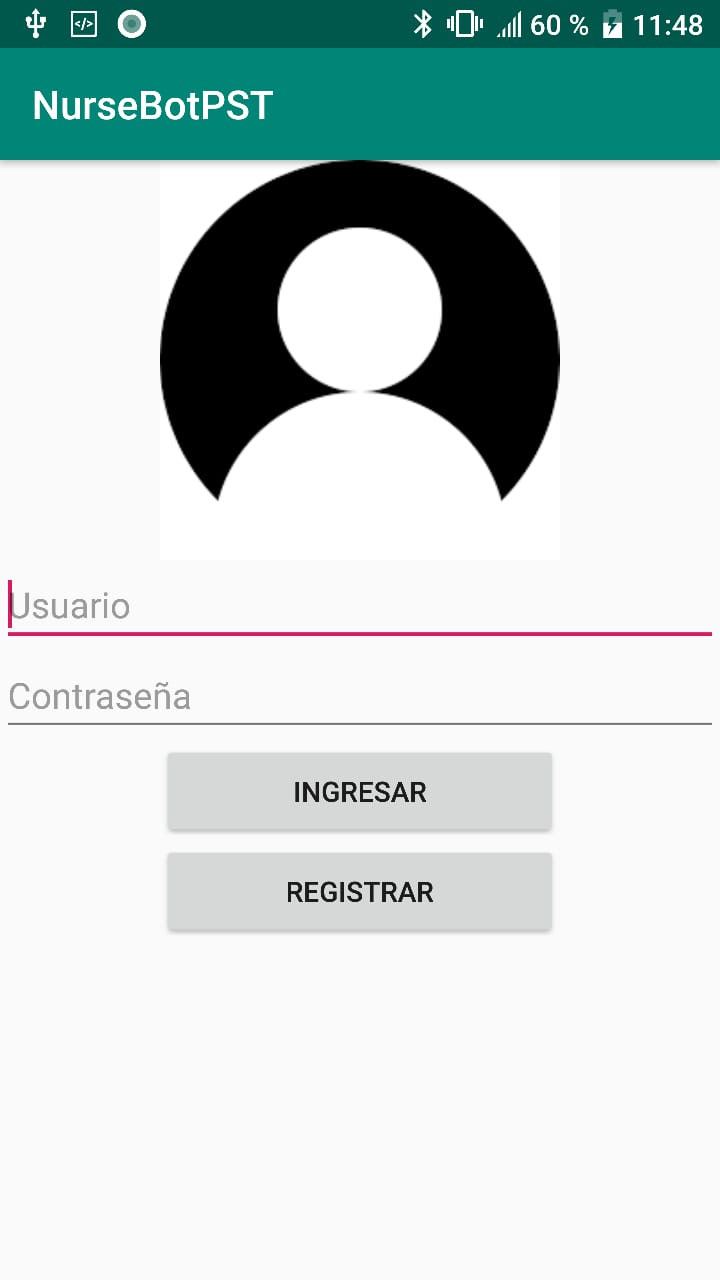 60 % 11:48
NurseBotPST
Usuario
Contraseña
INGRESAR
REGISTRAR